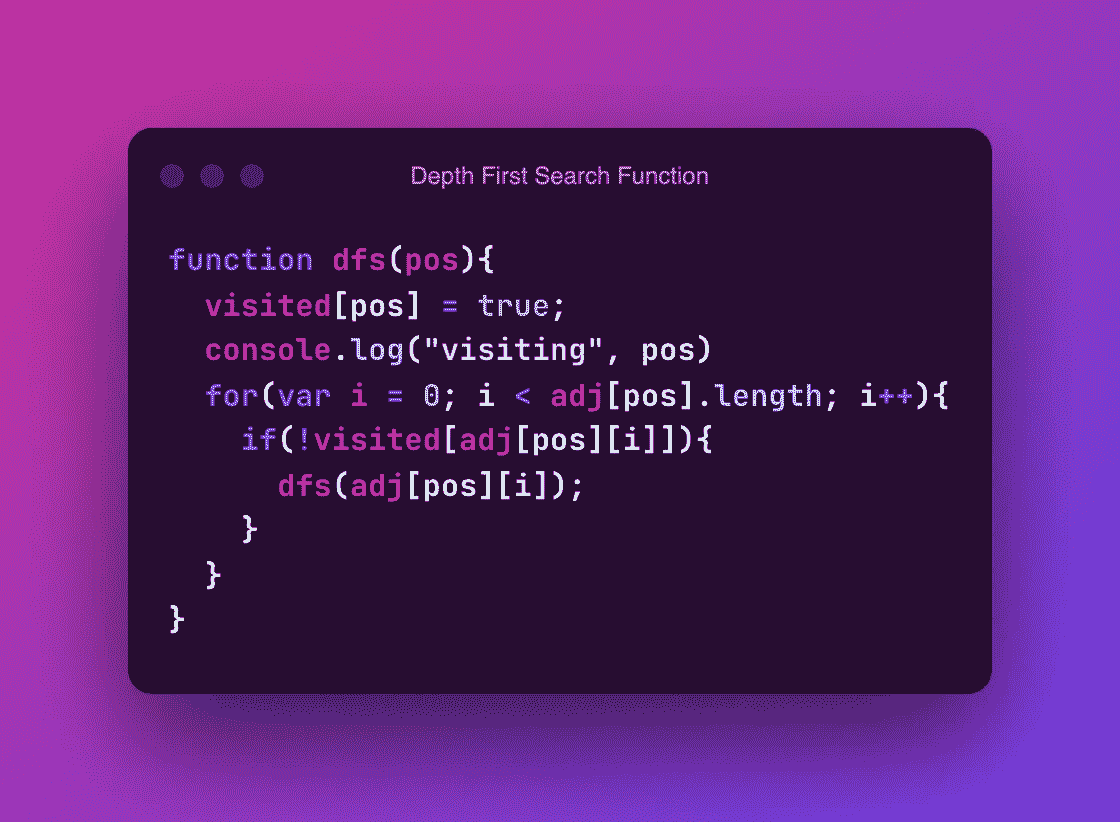 Depth First Search Function
function dfs(pos){
  visited[pos] = true;
  console.log("visiting", pos)
  for(var i = 0; i < adj[pos].length; i++){
    if(!visited[adj[pos][i]]){
      dfs(adj[pos][i]);
    }
  }
}